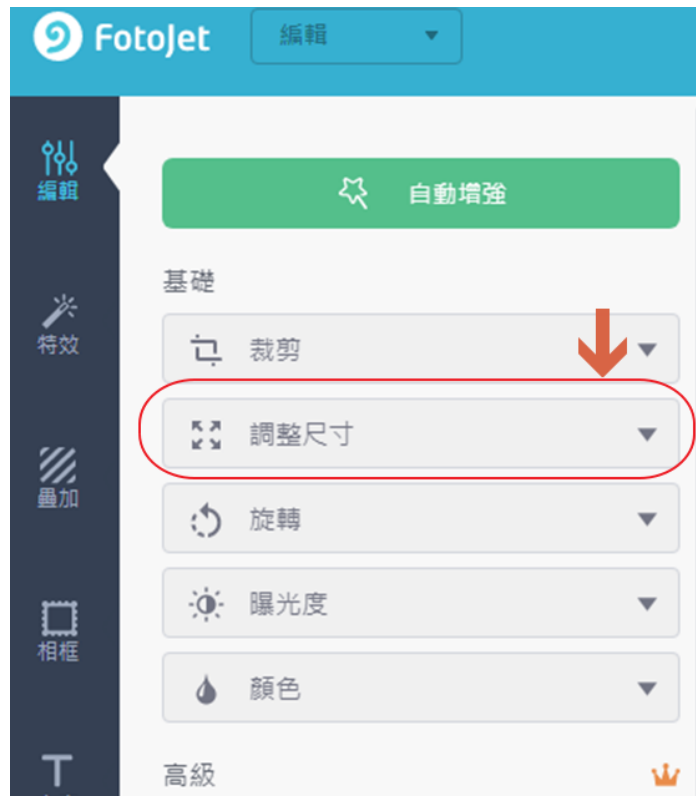 FotoJet
編輯
編輯
自動增強
基礎
特效
裁剪
調整尺寸
疊加
旋轉
曝光度
相框
顏色
高級